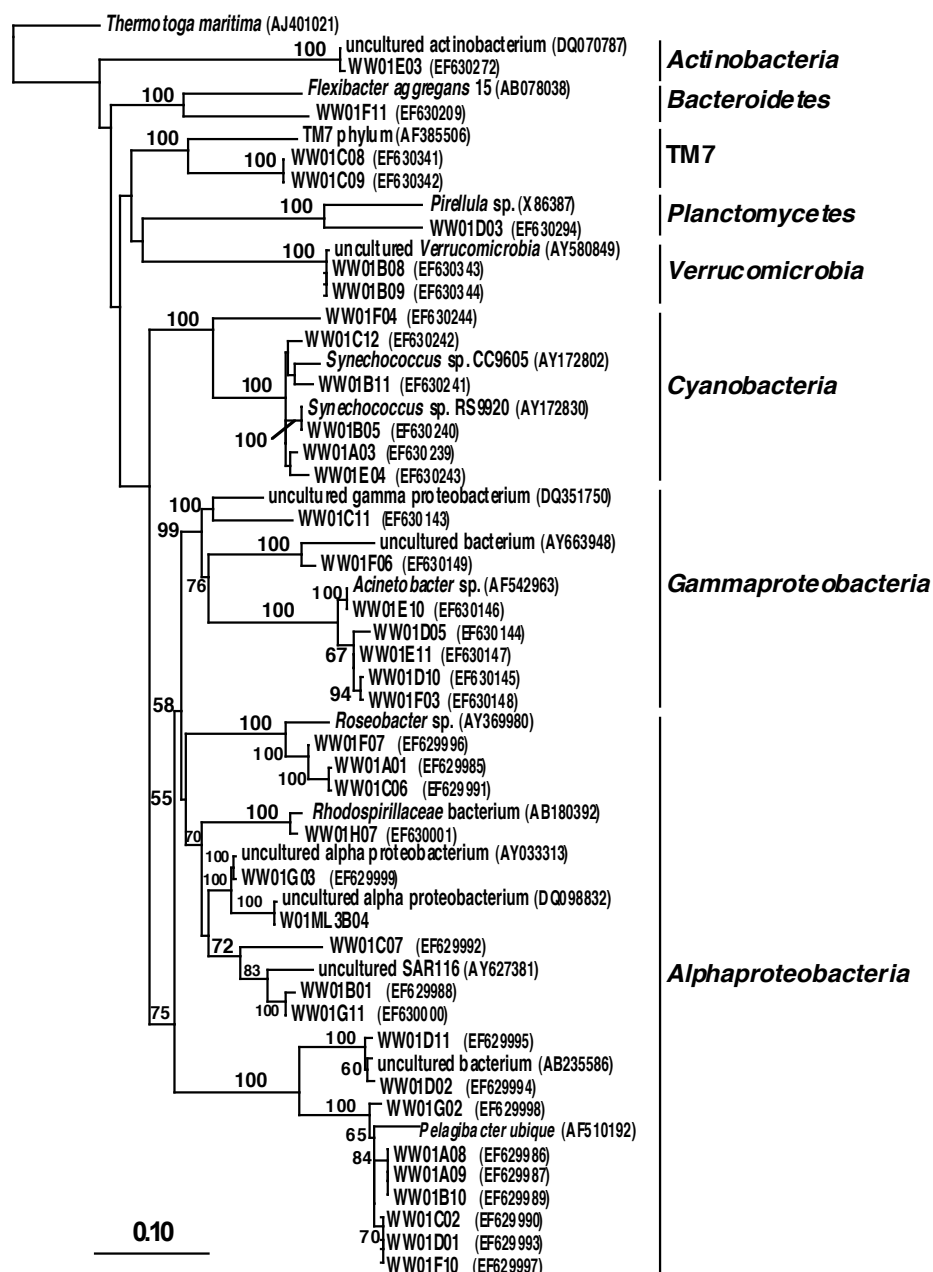 Thermotoga maritima (AJ401021)
100 uncultured actinobacterium (DQ070787)
WW01E03 (EF630272)
Actinobacteria
Flexibacter aggregans 15 (AB078038)
100
WW01F11 (EF630209)
Bacteroidetes
TM7 phylum (AF385506)
100
WW01C08 (EF630341)
100
WW01C09 (EF630342)
TM7
Pirellula sp. (X86387)
100
WW01D03 (EF630294)
Planctomycetes
uncultured Verrucomicrobia (AY580849)
100
WW01B08 (EF630343)
WW01B09 (EF630344)
Verrucomicrobia
100
WW01F04 (EF630244)
WW01C12 (EF630242)
Synechococcus sp. CC9605 (AY172802)
100
WW01B11 (EF630241)
Synechococcus sp. RS9920 (AY172830)
100
WW01B05 (EF630240)
WW01A03 (EF630239)
WW01E04 (EF630243)
Cyanobacteria
uncultured gamma proteobacterium (DQ351750)
100
WW01C11 (EF630143)
99
uncultured bacterium (AY663948)
100
WW01F06 (EF630149)
76
Acinetobacter sp. (AF542963)
100
WW01E10 (EF630146)
100
WW01D05 (EF630144)
67
WW01E11 (EF630147)
WW01D10 (EF630145)
94
WW01F03 (EF630148)
Gammaproteobacteria
58
Roseobacter sp. (AY369980)
100
WW01F07 (EF629996)
100
WW01A01 (EF629985)
100
WW01C06 (EF629991)
55
Rhodospirillaceae bacterium (AB180392)
100
WW01H07 (EF630001)
70
uncultured alpha proteobacterium (AY033313)
100
WW01G03 (EF629999)
100
uncultured alpha proteobacterium (DQ098832)
100
W01ML3B04
72
WW01C07 (EF629992)
uncultured SAR116 (AY627381)
83
WW01B01 (EF629988)
100
WW01G11 (EF630000)
Alphaproteobacteria
75
100
WW01D11 (EF629995)
uncultured bacterium (AB235586)
60
WW01D02 (EF629994)
100
100
WW01G02 (EF629998)
Pelagibacter ubique (AF510192)
65
WW01A08 (EF629986)
84
WW01A09 (EF629987)
WW01B10 (EF629989)
WW01C02 (EF629990)
70
WW01D01 (EF629993)
WW01F10 (EF629997)
0.10